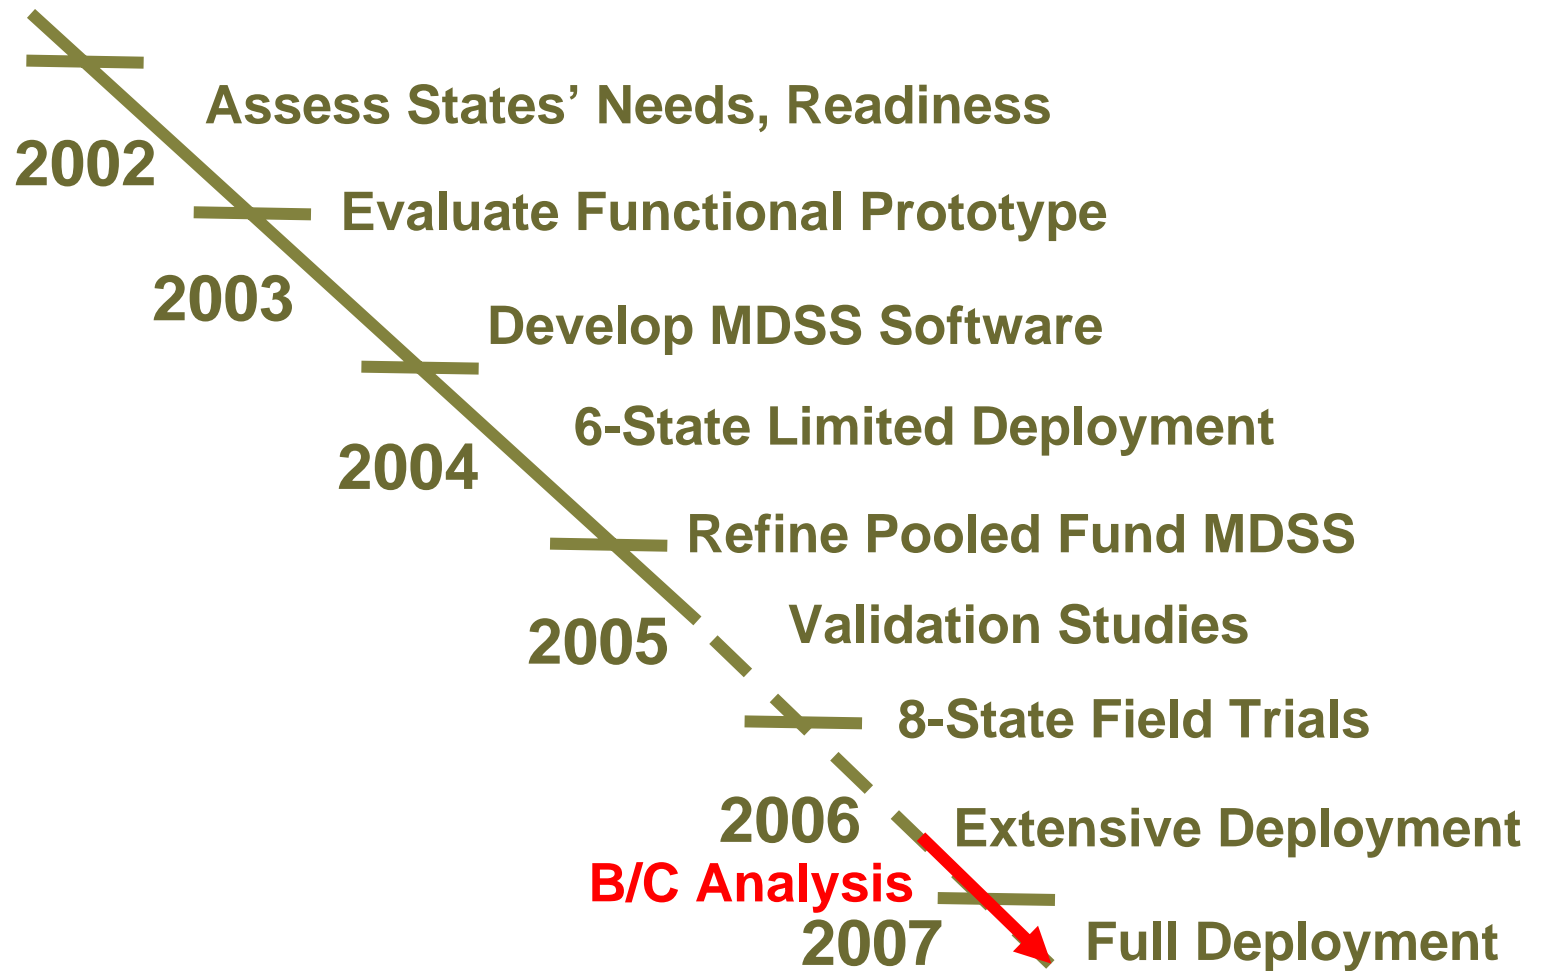 Assess States’ Needs, Readiness
2002
Evaluate Functional Prototype
2003
Develop MDSS Software
6-State Limited Deployment
2004
Refine Pooled Fund MDSS
Validation Studies
2005
8-State Field Trials
2006
Extensive Deployment
B/C Analysis
2007
Full Deployment